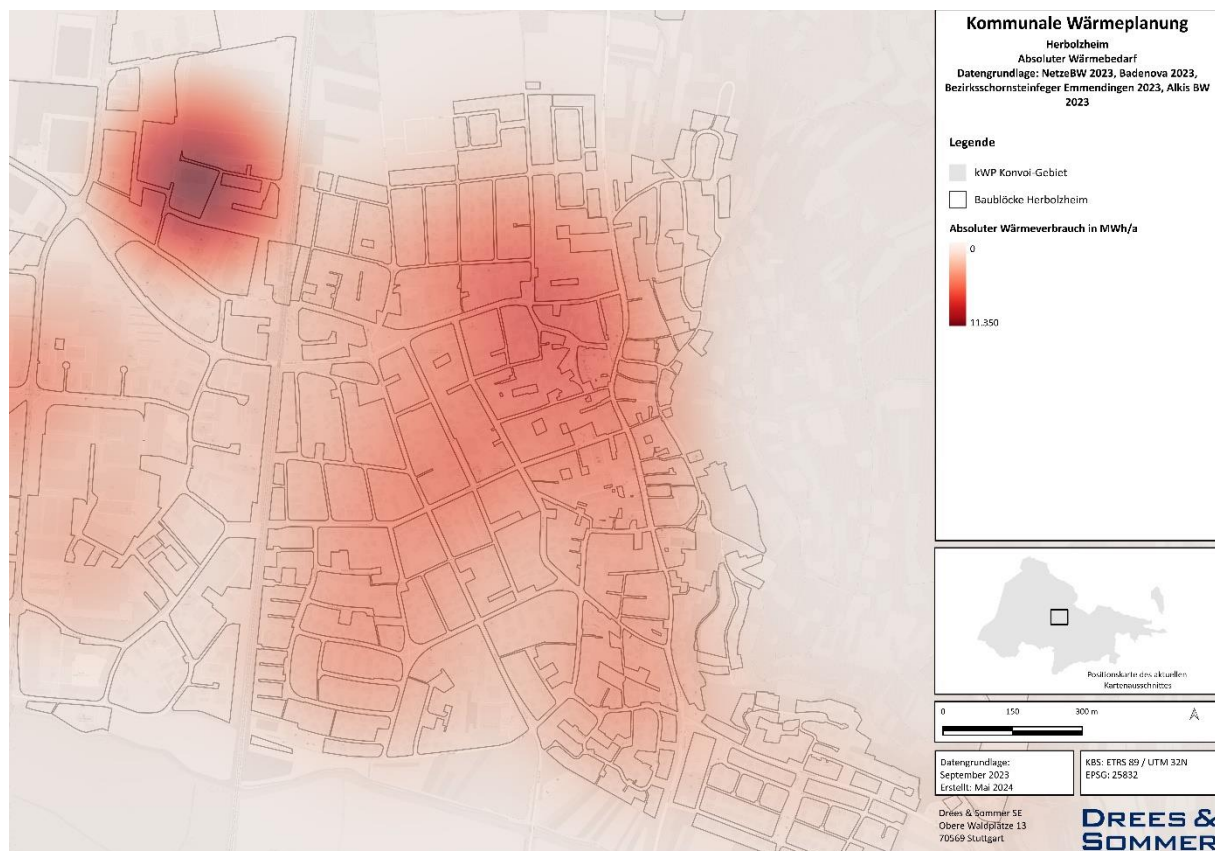 Kommunale Wärmeplanung
Herbolzheim
Absoluter Wärmebedarf
Datengrundlage: NetzeBW 2023, Badenova 2023,
Bezirksschornsteinfeger Emmendingen 2023, Alkis BW
2023
Legende
kWP Konvoi-Gebiet
Baublöcke Herbolzheim
Absoluter Wärmeverbrauch in MWh/a
0
11.350
Positionskarte des aktuellen
Kartenausschnittes
0 150 300 m
Datengrundlage:
September 2023
Erstellt: Mai 2024
KBS: ETRS 89 / UTM 32N
EPSG: 25832
Drees & Sommer SE
Obere Waldplätze 13
70569 Stuttgart
DREES &
SOMMER